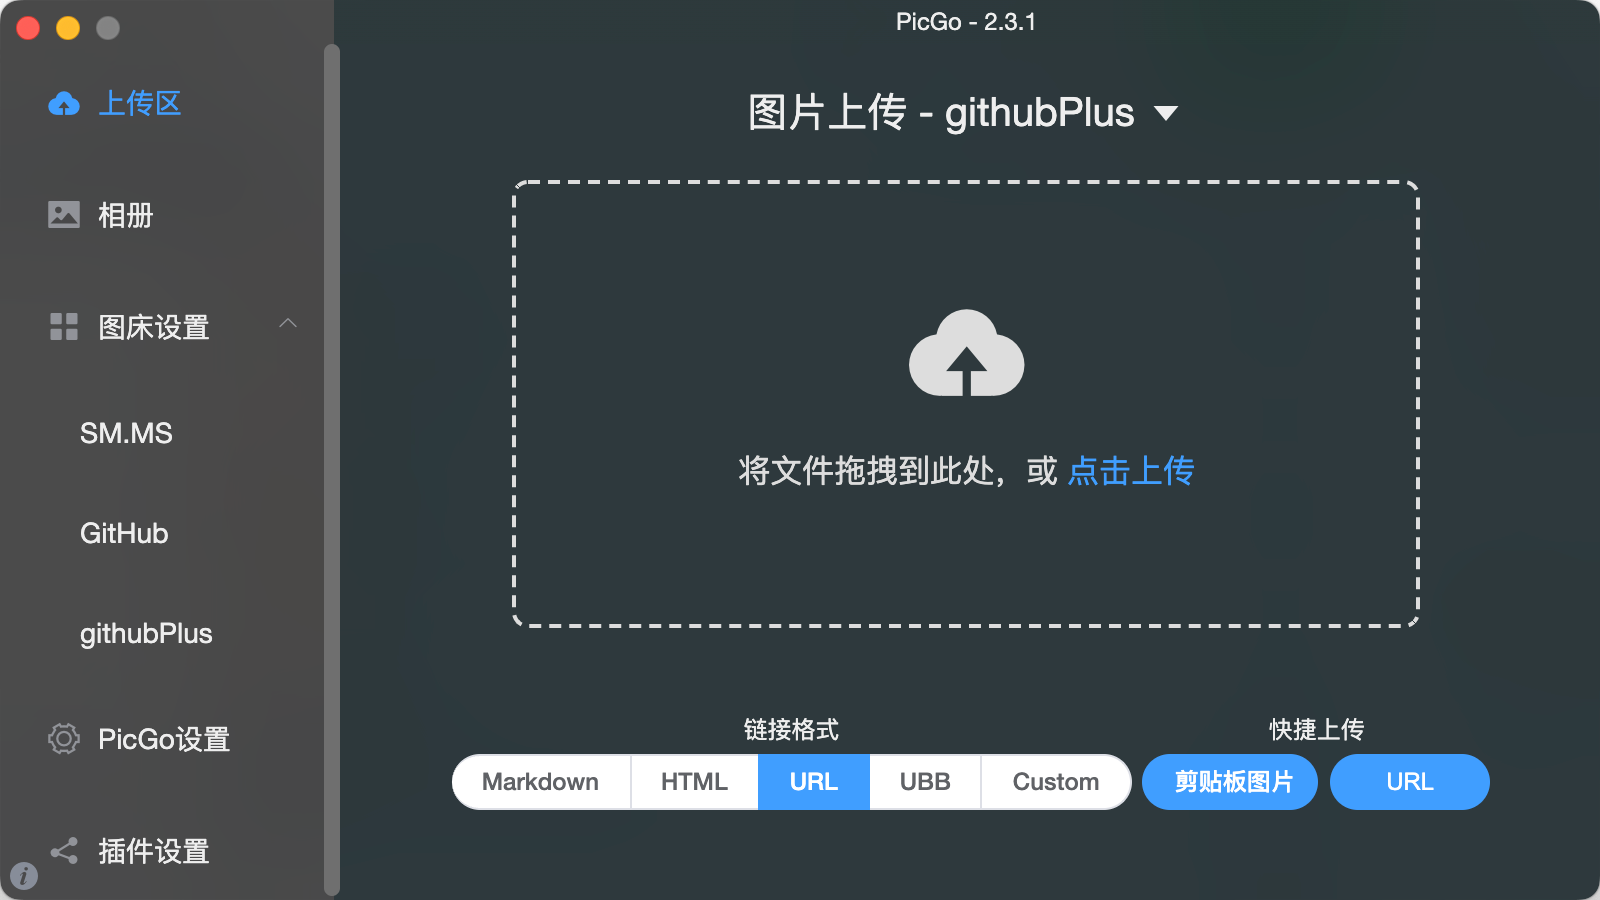 PicGo - 2.3.1
上传区
相册
图床设置
SM.MS
GitHub
githubPlus
PicGo设置
插件设置
图片上传 - githubPlus
将文件拖拽到此处，或 点击上传
链接格式
Markdown HTML URL UBB Custom
快捷上传
剪贴板图片 URL